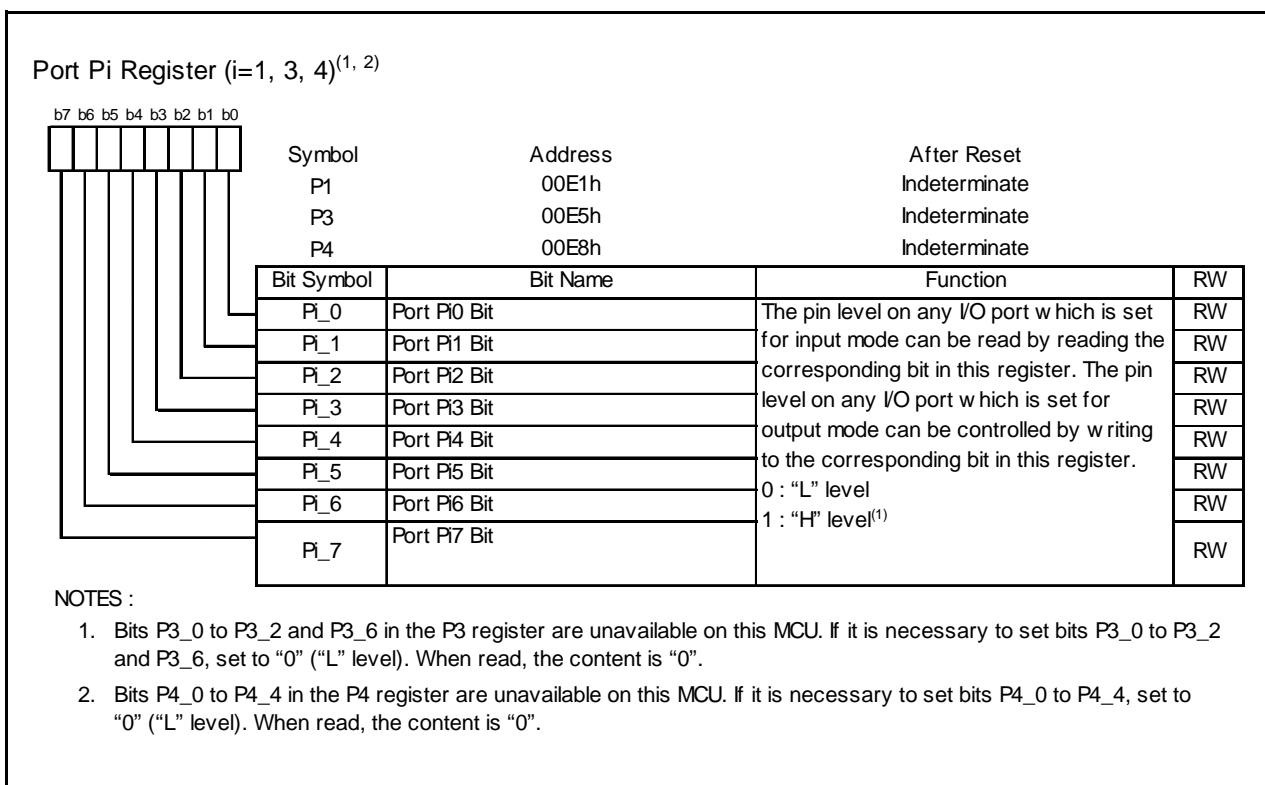 Port Pi Register (i=1, 3, 4)(1, 2)
b7 b6 b5 b4 b3 b2 b1 b0
Symbol Address After Reset
P1 00E1h Indeterminate
P3 00E5h Indeterminate
P4 00E8h Indeterminate
Bit Symbol Bit Name Function RW
Pi_0 Port Pi0 Bit The pin level on any I/O port which is set RW
Pi_1 Port Pi1 Bit for input mode can be read by reading the RW
Pi_2 Port Pi2 Bit corresponding bit in this register. The pin RW
Pi_3 Port Pi3 Bit level on any I/O port which is set for RW
Pi_4 Port Pi4 Bit output mode can be controlled by writing RW
Pi_5 Port Pi5 Bit to the corresponding bit in this register. RW
Pi_6 Port Pi6 Bit 0 : “L” level RW
Pi_7 Port Pi7 Bit 1 : “H” level(1) RW
NOTES :
1. Bits P3_0 to P3_2 and P3_6 in the P3 register are unavailable on this MCU. If it is necessary to set bits P3_0 to P3_2
and P3_6, set to “0” (“L” level). When read, the content is “0”.
2. Bits P4_0 to P4_4 in the P4 register are unavailable on this MCU. If it is necessary to set bits P4_0 to P4_4, set to
“0” (“L” level). When read, the content is “0”.